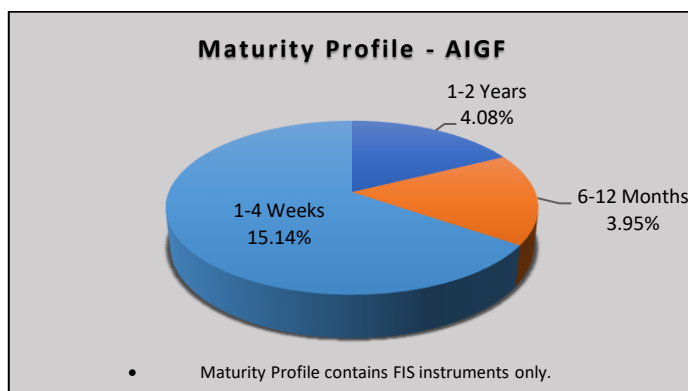 Maturity Profile - AIGF
1-2 Years
4.08%
6-12 Months
3.95%
1-4 Weeks
15.14%
• Maturity Profile contains FIS instruments only.